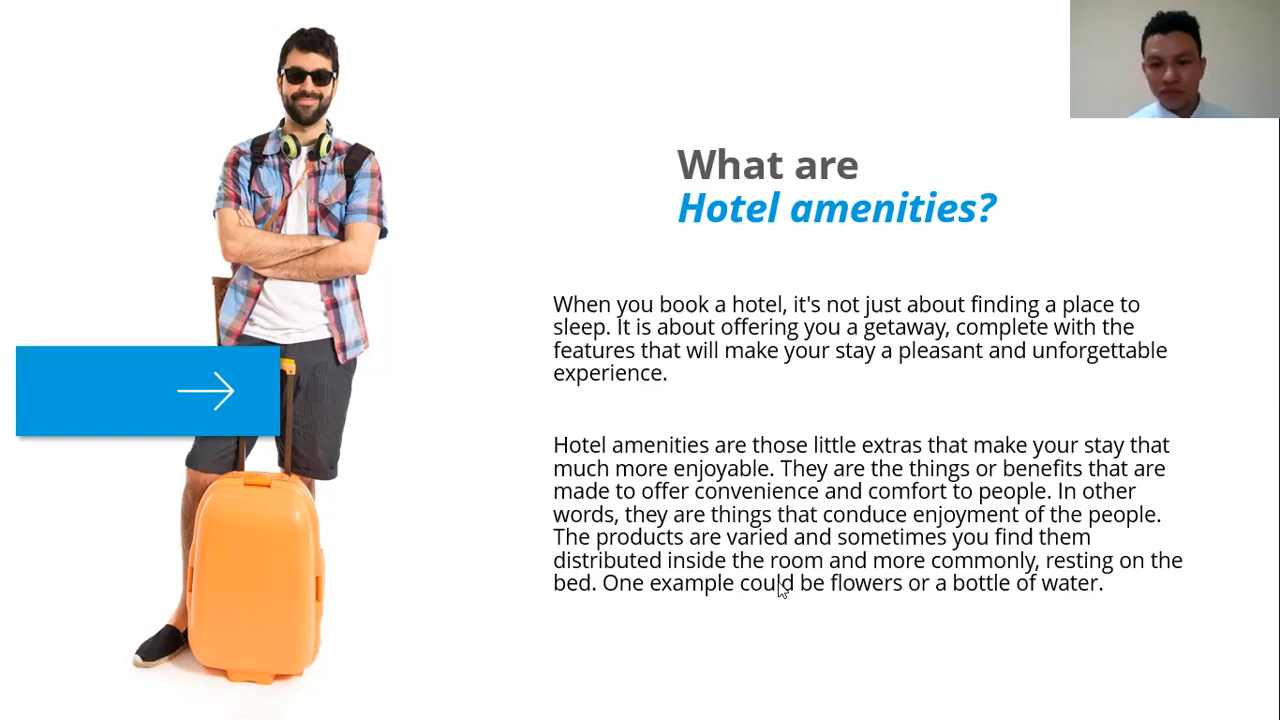 What are
Hotel amenities?
When you book a hotel, it's not just about finding a place to
sleep. It is about offering you a getaway, complete with the
features that will make your stay a pleasant and unforgettable
experience.
Hotel amenities are those little extras that make your stay that
much more enjoyable. They are the things or benefits that are
made to offer convenience and comfort to people. In other
words, they are things that conduce enjoyment of the people.
The products are varied and sometimes you find them
distributed inside the room and more commonly, resting on the
bed. One example could be flowers or a bottle of water.